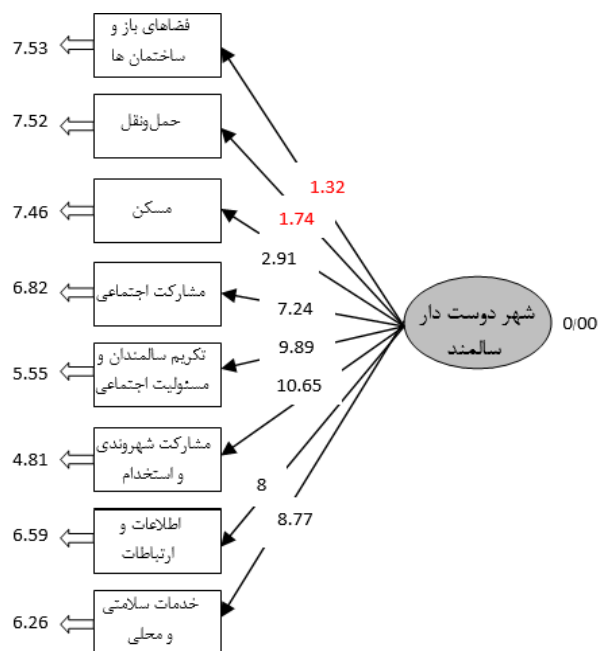 فضاهای باز و
ساختمان ها
7.53
حمل‌ونقل
7.52
1.32
مسکن
7.46
1.74
2.91
مشارکت اجتماعی
6.82
7.24
شهر دوست دار
سالمند
0/00
تکریم سالمندان و
مسئولیت اجتماعی
5.55
9.89
10.65
مشارکت شهروندی
و استخدام
4.81
8
اطلاعات و
ارتباطات
6.59
8.77
خدمات سلامتی
و محلی
6.26